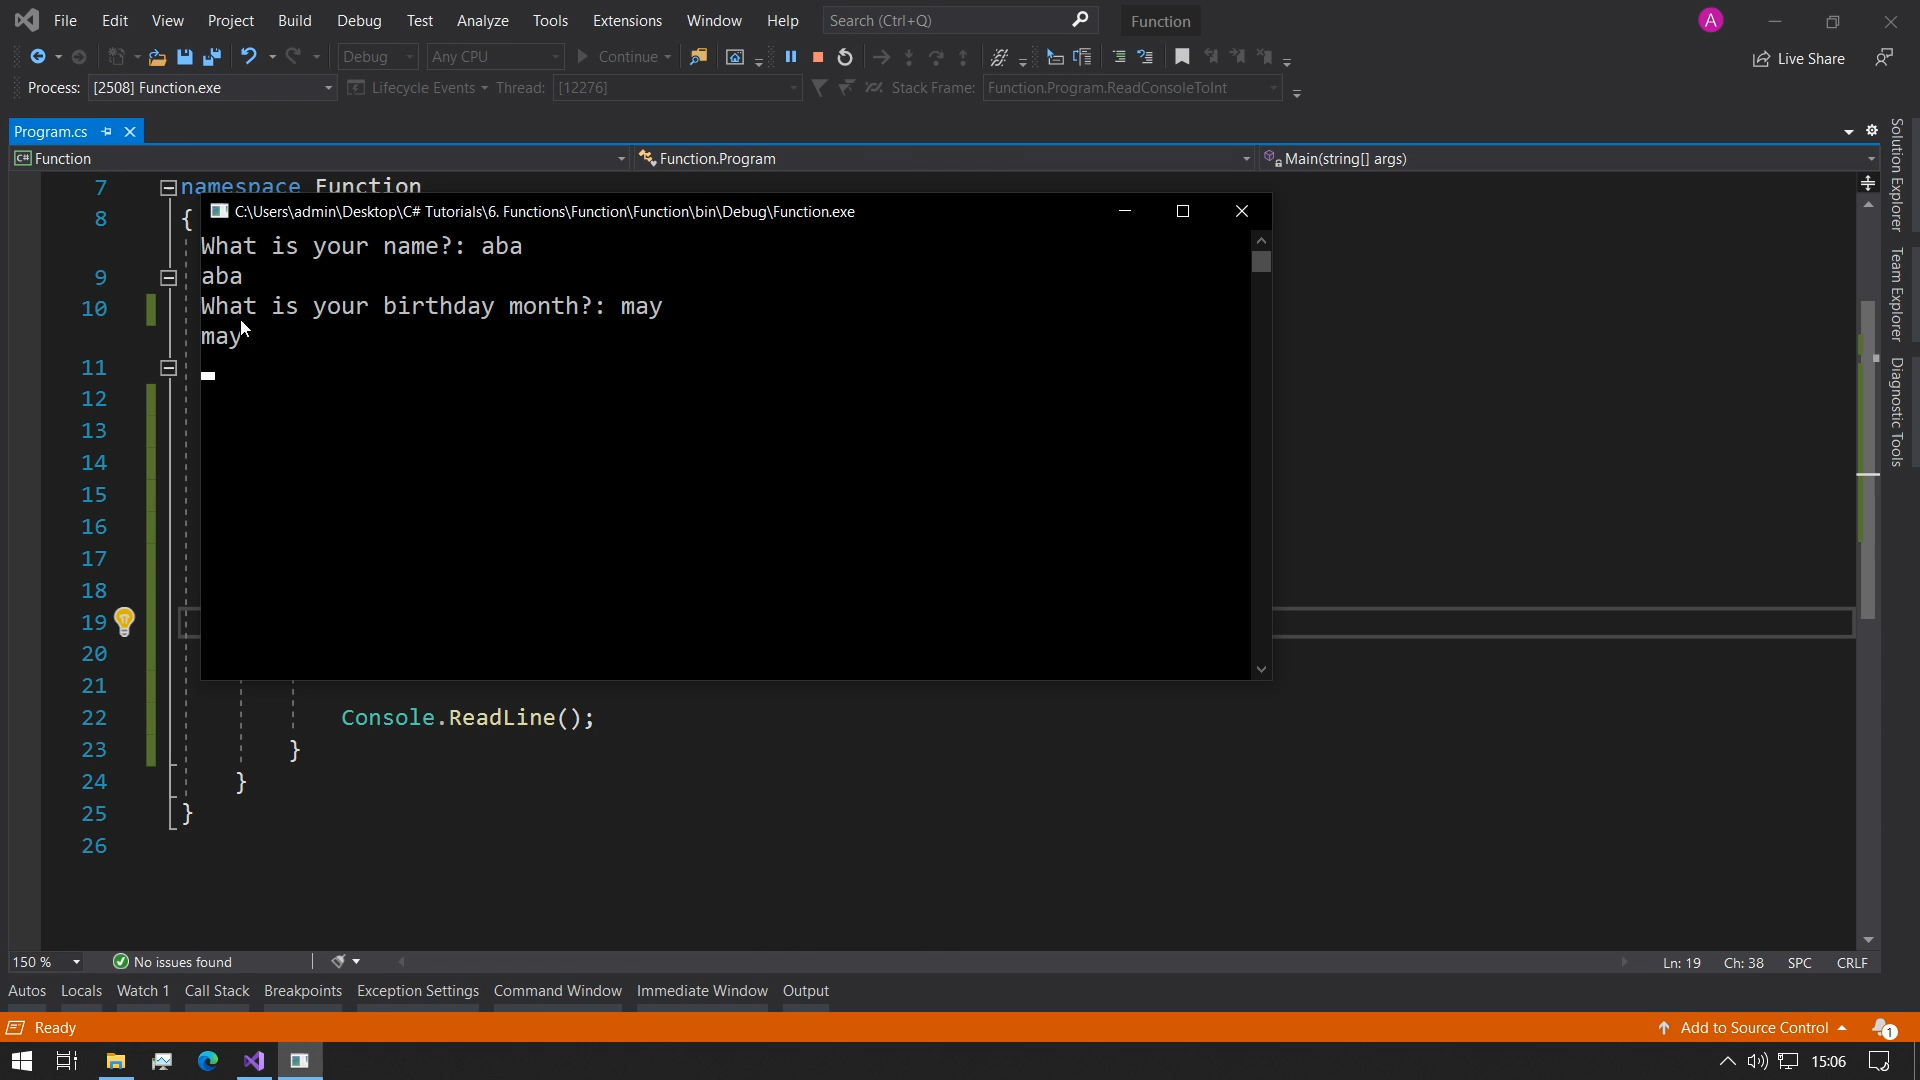 File Edit View Project Build Debug Test Analyze Tools Extensions Window Help Search (Ctrl+Q) Function A
Debug Any CPU Continue Live Share
Process: [2508] Function.exe Lifecycle Events Thread: [12276] Stack Frame: Function.Program.ReadConsoleToInt
Program.cs
C# Function Function.Program Main(string[] args)
7 namespace Function
8 {
C:\Users\admin\Desktop\C# Tutorials\6. Functions\Function\Function\bin\Debug\Function.exe
What is your name?: aba
9 aba
10 What is your birthday month?: may
may
11
12
13
14
15
16
17
18
19
20
21
22 Console.ReadLine();
23 }
24 }
25 }
26
Solution Explorer
Team Explorer
Diagnostic Tools
150 % No issues found Ln: 19 Ch: 38 SPC CRLF
Autos Locals Watch 1 Call Stack Breakpoints Exception Settings Command Window Immediate Window Output
Ready Add to Source Control 1
15:06